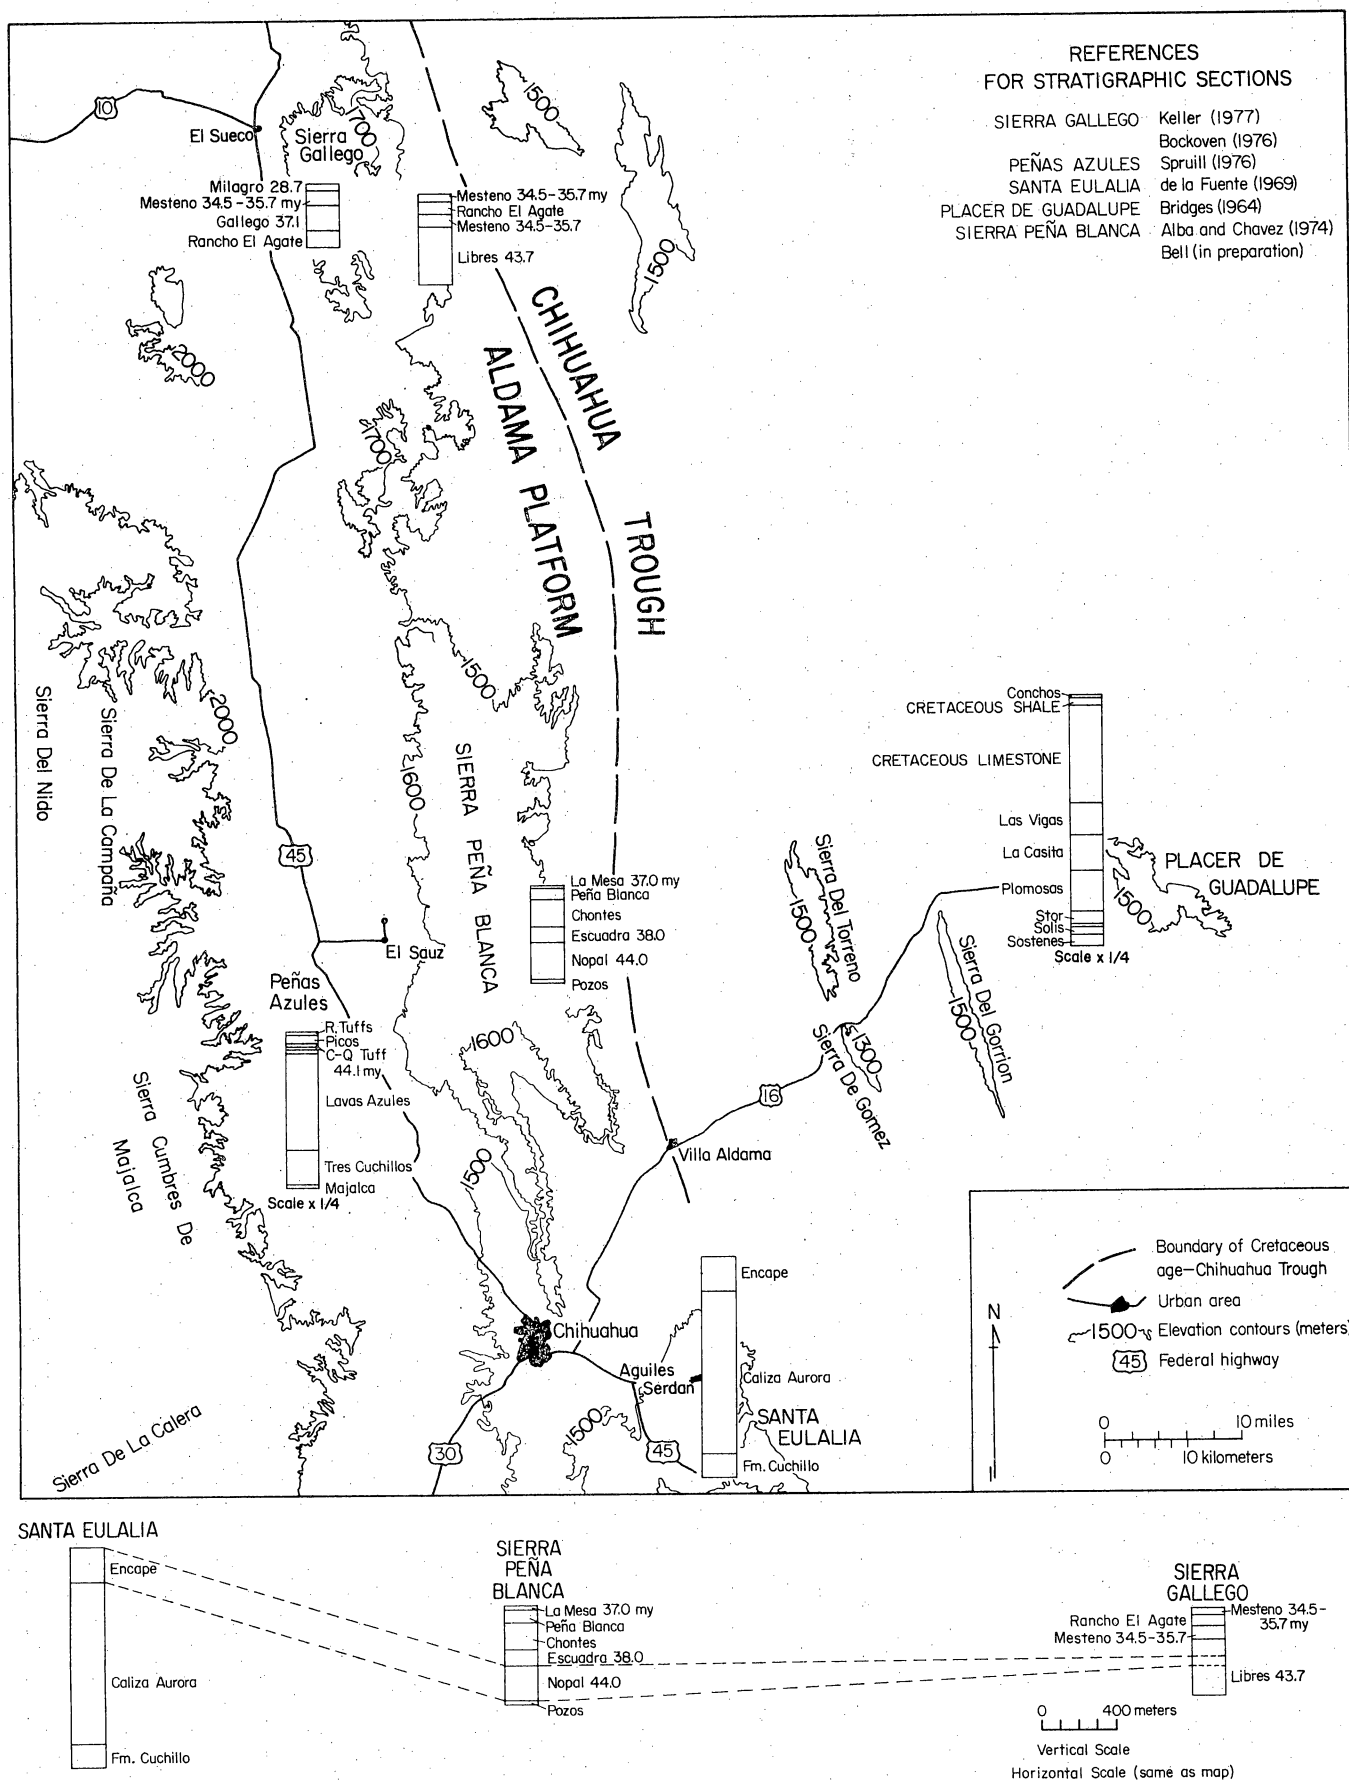 REFERENCES
FOR STRATIGRAPHIC SECTIONS
SIERRA GALLEGO Keller (1977)
Bockoven (1976)
PEÑAS AZULES Spruill (1976)
SANTA EULALIA de la Fuente (1969)
PLACER DE GUADALUPE Bridges (1964)
SIERRA PEÑA BLANCA Alba and Chavez (1974)
Bell (in preparation)
10
El Sueco
Sierra
Gallego
1700
1500
1500
Milagro 28.7
Mesteno 34.5-35.7 my
Gallego 37.1
Rancho El Agate
Mesteno 34.5-35.7 my
Rancho El Agate
Mesteno 34.5-35.7
Libres 43.7
2000
CHIHUAHUA
TROUGH
ALDAMA PLATFORM
1700
1500
Sierra Del Nido
Sierra De La Campaña
2000
1600
SIERRA PEÑA BLANCA
45
El Sauz
Conchos
CRETACEOUS SHALE
CRETACEOUS LIMESTONE
Las Vigas
La Casita
Plomosas
Stor
Solis
Sostenes
Scale x 1/4
PLACER DE
GUADALUPE
1500
La Mesa 37.0 my
Peña Blanca
Chontes
Escuadra 38.0
Nopal 44.0
Pozos
Sierra Del Torreno
1500
Sierra Del Gorrion
1500
1300
Sierra De Gomez
16
Villa Aldama
Peñas
Azules
R. Tuffs
Picos
C-Q Tuff
44.1 my
Lavas Azules
Tres Cuchillos
Majalca
Scale x 1/4
1600
1500
Sierra Cumbres De
Majalca
Sierra De La Calera
Chihuahua
Aguiles
Serdan
1500
30
45
Encape
Caliza Aurora
Fm. Cuchillo
SANTA
EULALIA
N
Boundary of Cretaceous
age-Chihuahua Trough
Urban area
1500 Elevation contours (meters)
45 Federal highway
0 10 miles
0 10 kilometers
SANTA EULALIA
Encape
Caliza Aurora
Fm. Cuchillo
SIERRA
PEÑA
BLANCA
La Mesa 37.0 my
Peña Blanca
Chontes
Escuadra 38.0
Nopal 44.0
Pozos
SIERRA
GALLEGO
Mesteno 34.5-
35.7 my
Rancho El Agate
Mesteno 34.5-35.7
Libres 43.7
0 400 meters
Vertical Scale
Horizontal Scale (same as map)